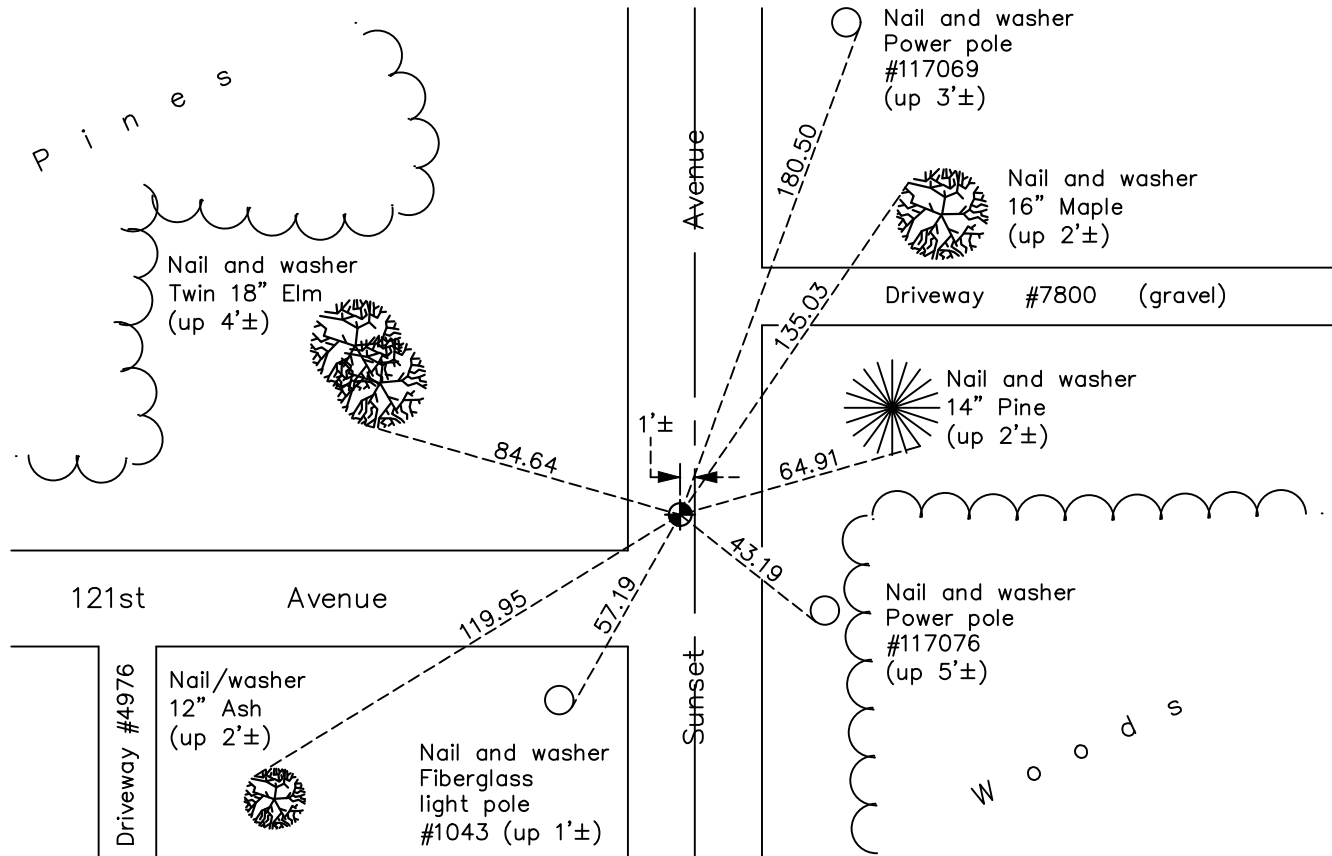 Nail and washer
Power pole
#117069
(up 3'±)
Pines
180.50
Avenue
Nail and washer
16" Maple
(up 2'±)
Nail and washer
Twin 18" Elm
(up 4'±)
Driveway #7800 (gravel)
135.03
Nail and washer
14" Pine
(up 2'±)
1'±
84.64
64.91
43.19
121st Avenue
119.95
57.19
Nail and washer
Power pole
#117076
(up 5'±)
Driveway #4976
Nail/washer
12" Ash
(up 2'±)
Sunset
Nail and washer
Fiberglass
light pole
#1043 (up 1'±)
Woods